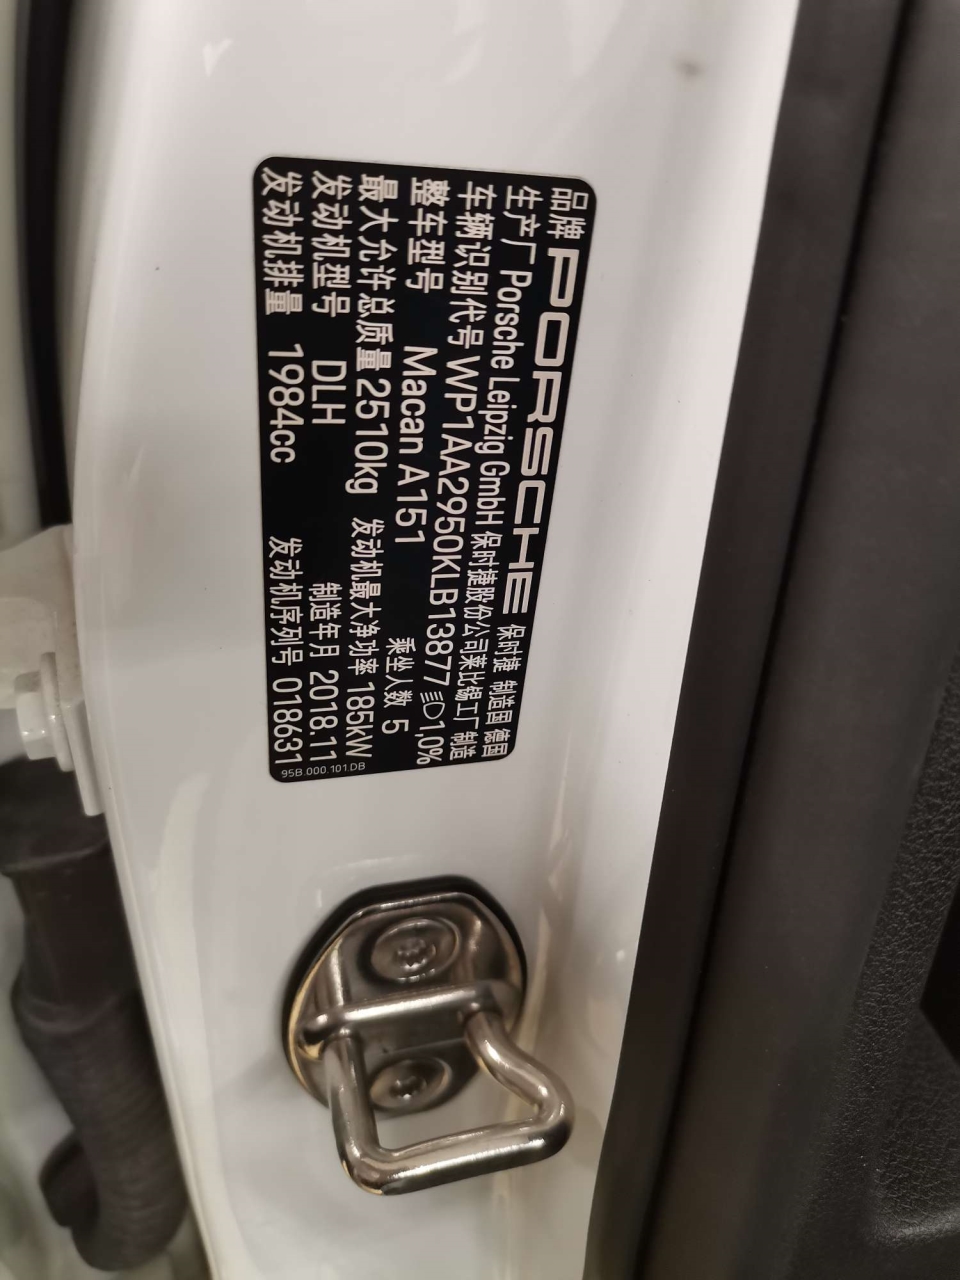 品牌 PORSCHE 保时捷 制造国 德国
生产厂 Porsche Leipzig GmbH 保时捷股份公司莱比锡工厂制造
车辆识别代号 WP1AA2950KLB13877 1,0%
整车型号 Macan A151 乘坐人数 5
最大允许总质量 2510kg 发动机最大净功率 185kW
发动机型号 DLH 制造年月 2018.11
发动机排量 1984cc 发动机序列号 018631
95B.000.101.DB